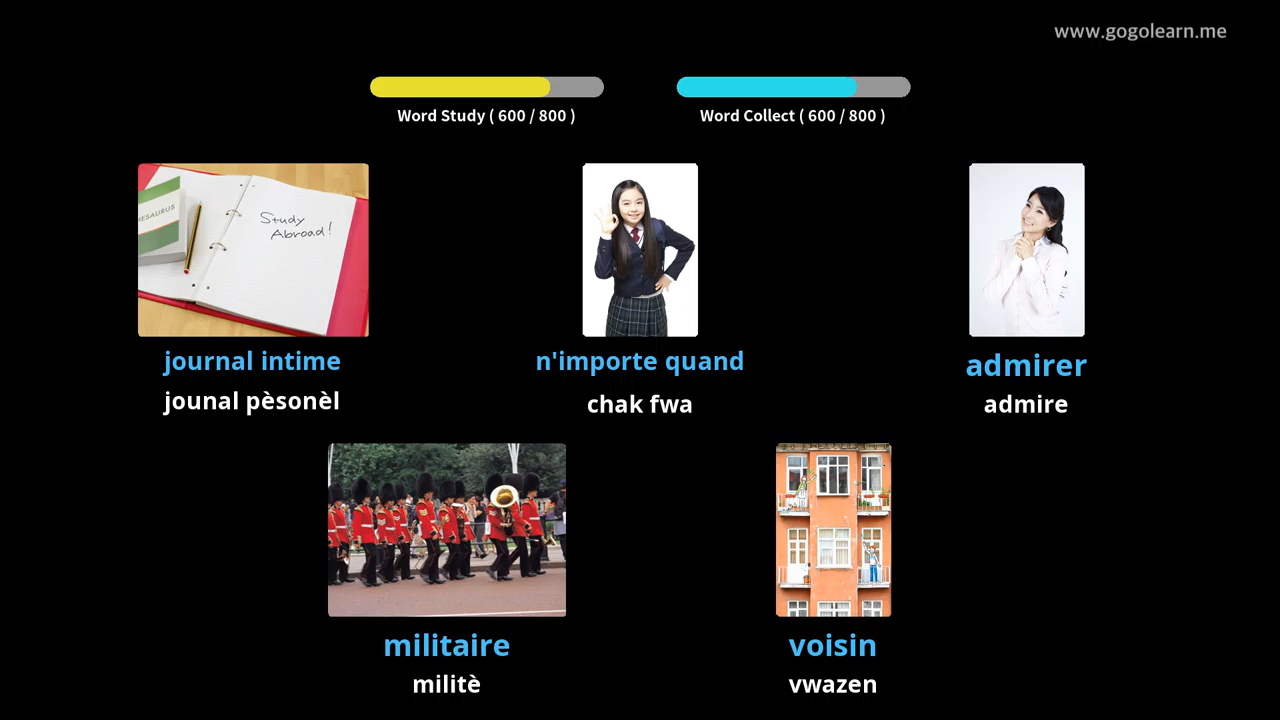 www.gogolearn.me
Word Study ( 600 / 800 )
Word Collect ( 600 / 800 )
HESAURUS
Study
Abroad!
journal intime
jounal pèsonèl
n'importe quand
chak fwa
admirer
admire
militaire
militè
voisin
vwazen